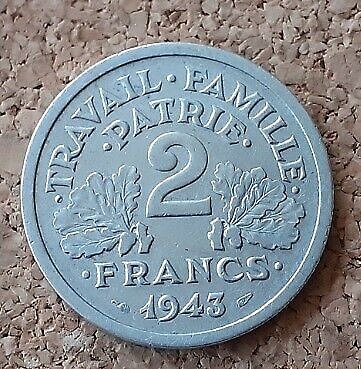 · TRAVAIL · FAMILLE ·
· PATRIE ·
2
· FRANCS ·
1943